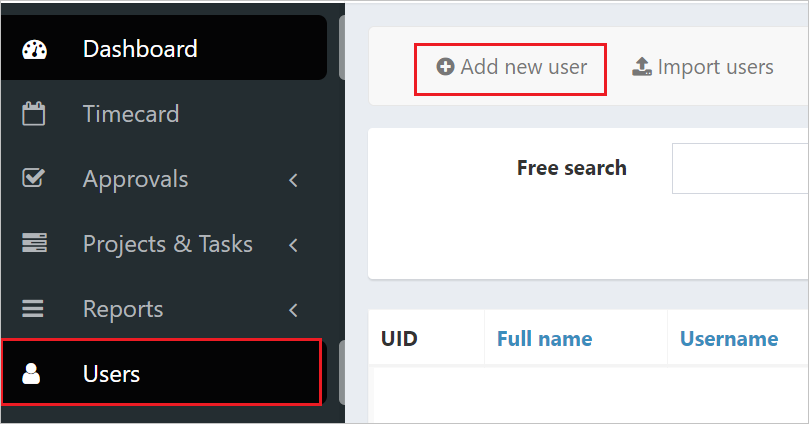 Dashboard
Timecard
Approvals
Projects & Tasks
Reports
Users
Add new user
Import users
Free search
UID
Full name
Username